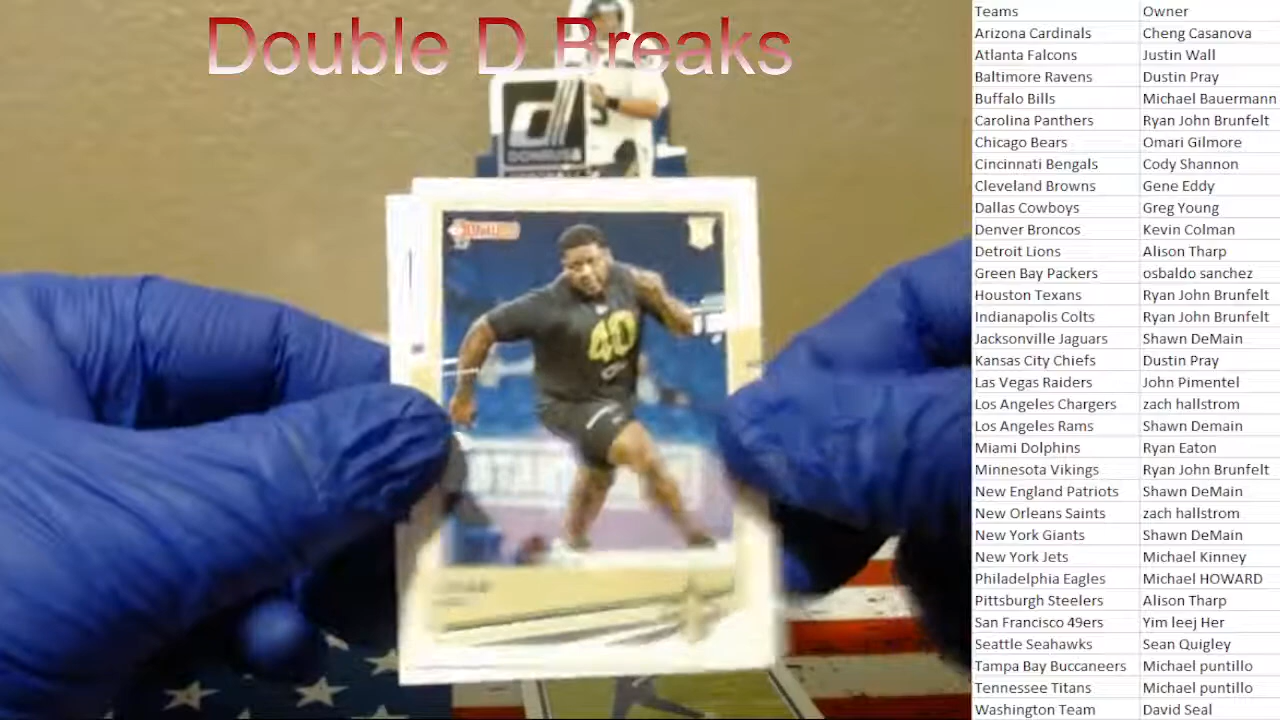 Double D Breaks
DONRUSS
40
Teams Owner
Arizona Cardinals Cheng Casanova
Atlanta Falcons Justin Wall
Baltimore Ravens Dustin Pray
Buffalo Bills Michael Bauermann
Carolina Panthers Ryan John Brunfelt
Chicago Bears Omari Gilmore
Cincinnati Bengals Cody Shannon
Cleveland Browns Gene Eddy
Dallas Cowboys Greg Young
Denver Broncos Kevin Colman
Detroit Lions Alison Tharp
Green Bay Packers osbaldo sanchez
Houston Texans Ryan John Brunfelt
Indianapolis Colts Ryan John Brunfelt
Jacksonville Jaguars Shawn DeMain
Kansas City Chiefs Dustin Pray
Las Vegas Raiders John Pimentel
Los Angeles Chargers zach hallstrom
Los Angeles Rams Shawn Demain
Miami Dolphins Ryan Eaton
Minnesota Vikings Ryan John Brunfelt
New England Patriots Shawn DeMain
New Orleans Saints zach hallstrom
New York Giants Shawn DeMain
New York Jets Michael Kinney
Philadelphia Eagles Michael HOWARD
Pittsburgh Steelers Alison Tharp
San Francisco 49ers Yim leej Her
Seattle Seahawks Sean Quigley
Tampa Bay Buccaneers Michael puntillo
Tennessee Titans Michael puntillo
Washington Team David Seal